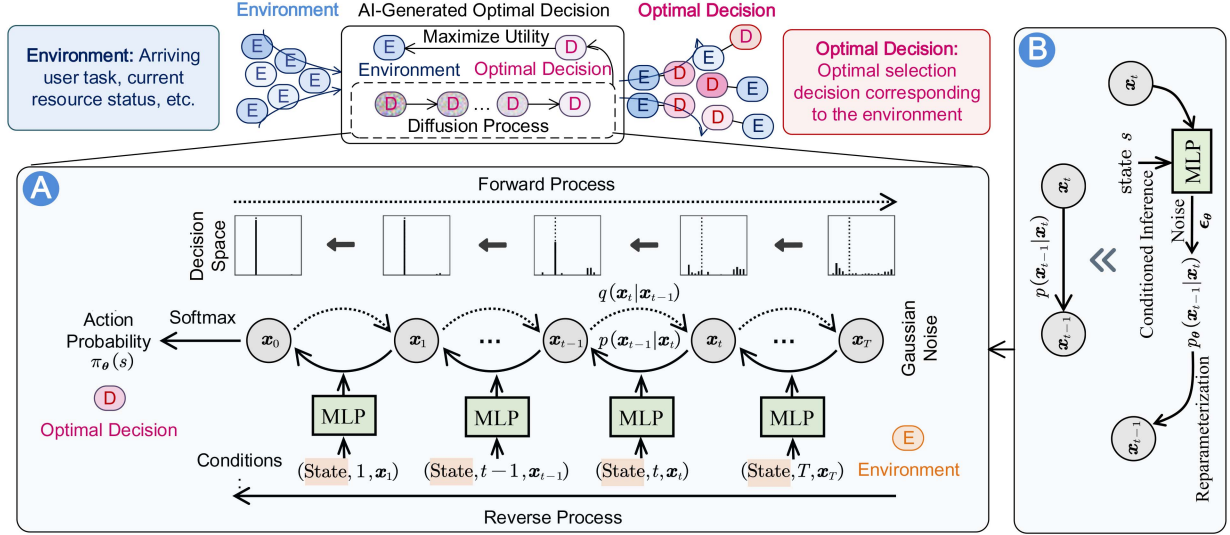 Environment
AI-Generated Optimal Decision
Optimal Decision
Environment: Arriving
user task, current
resource status, etc.
E
E
E
E
E
E
E
Maximize Utility
D
Environment
Optimal Decision
D
D
...
D
D
Diffusion Process
D
E
E
D
D
E
E
D
D
E
Optimal Decision:
Optimal selection
decision corresponding
to the environment
A
Forward Process
Decision
Space
q(x_t|x_{t−1})
Action
Probability
π_θ(s)
Softmax
x_0
x_1
...
x_{t−1}
p(x_{t−1}|x_t)
x_t
...
x_T
Gaussian
Noise
D
Optimal Decision
MLP
MLP
MLP
MLP
E
Environment
Conditions
(State, 1, x_1)
(State, t−1, x_{t−1})
(State, t, x_t)
(State, T, x_T)
...
Reverse Process
B
x_t
p(x_{t−1}|x_t)
x_{t−1}
x_t
MLP
state s
Conditioned Inference
Noise
ϵ_θ
p_θ(x_{t−1}|x_t)
Reparameterization
x_{t−1}